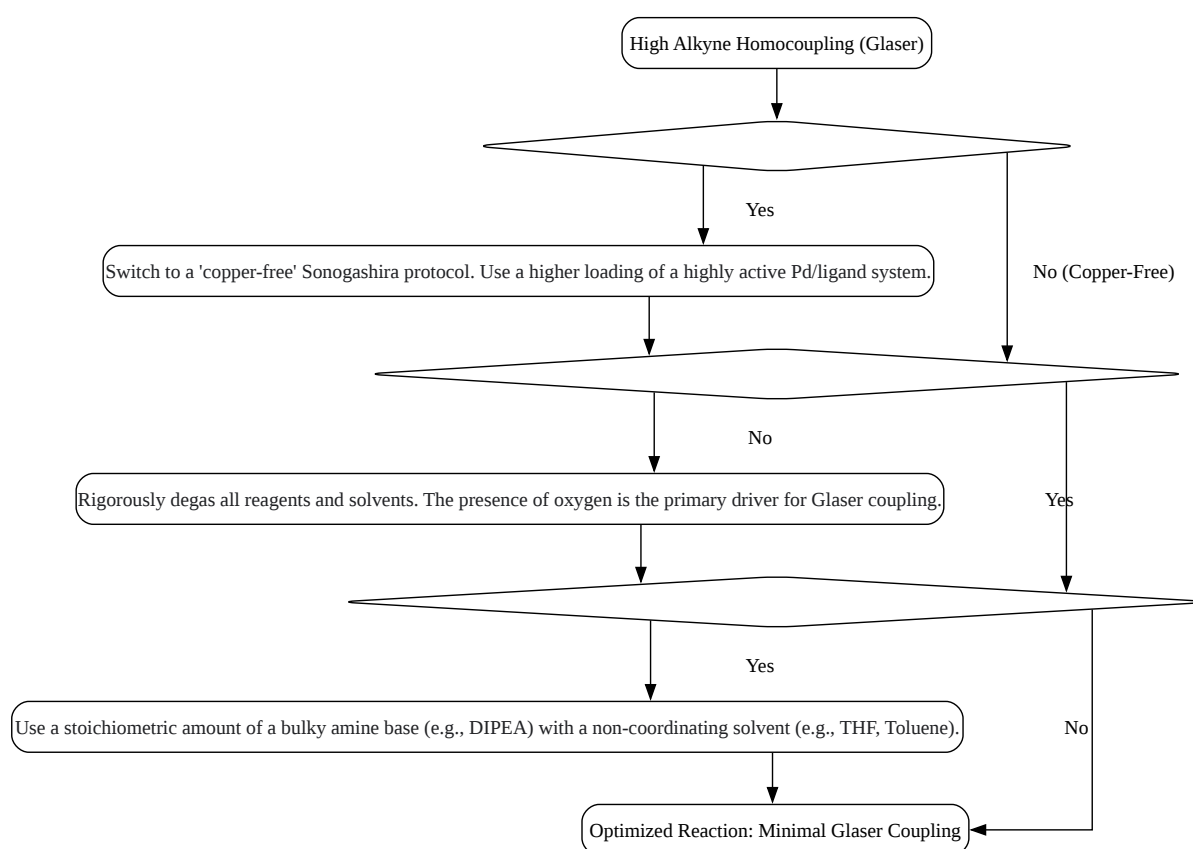 High Alkyne Homocoupling (Glaser)
Yes
Switch to a 'copper-free' Sonogashira protocol. Use a higher loading of a highly active Pd/ligand system.
No (Copper-Free)
No
Rigorously degas all reagents and solvents. The presence of oxygen is the primary driver for Glaser coupling.
Yes
Yes
Use a stoichiometric amount of a bulky amine base (e.g., DIPEA) with a non-coordinating solvent (e.g., THF, Toluene).
No
Optimized Reaction: Minimal Glaser Coupling